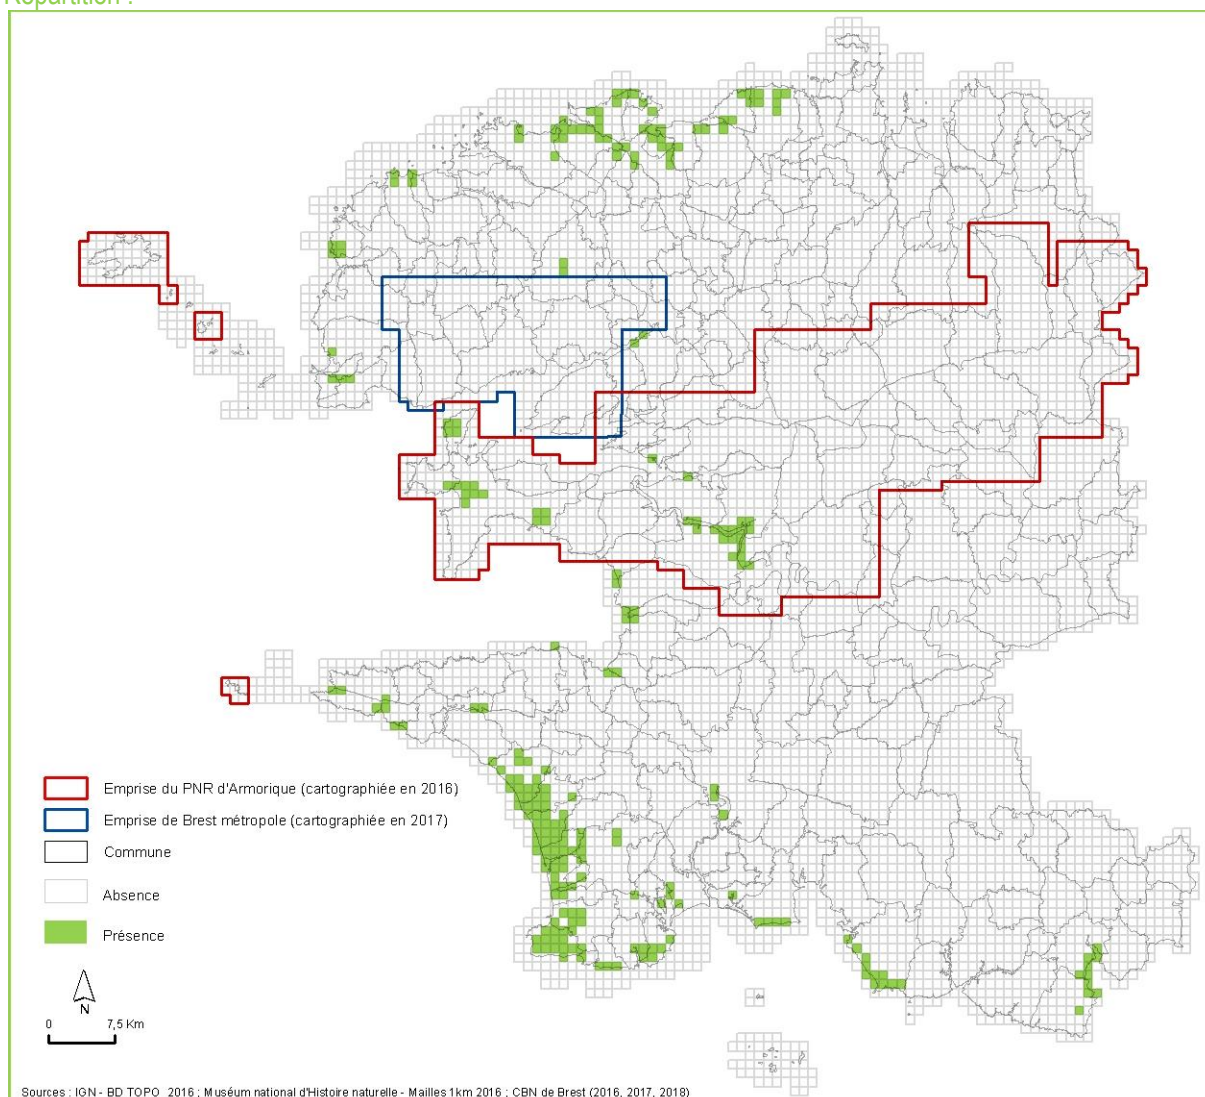 Répartition :
Emprise du PNR d'Armorique (cartographiée en 2016)
Emprise de Brest métropole (cartographiée en 2017)
Commune
Absence
Présence
N
0 7,5 Km
Sources : IGN - BD TOPO 2016 ; Muséum national d'Histoire naturelle - Mailles 1km 2016 ; CBN de Brest (2016, 2017, 2018)